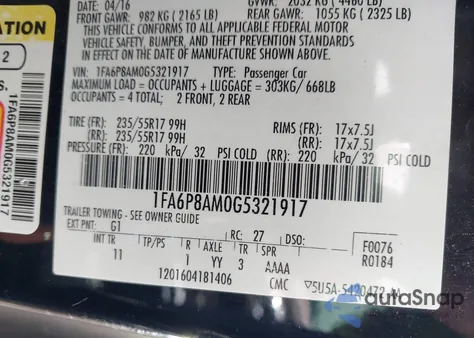 DATE: 04/16
GVWR: 2032 KG ( 4480 LB)
FRONT GAWR: 982 KG ( 2165 LB)
REAR GAWR: 1055 KG ( 2325 LB)
THIS VEHICLE CONFORMS TO ALL APPLICABLE FEDERAL MOTOR
VEHICLE SAFETY, BUMPER, AND THEFT PREVENTION STANDARDS
IN EFFECT ON THE DATE OF MANUFACTURE SHOWN ABOVE.
VIN: 1FA6P8AM0G5321917 TYPE: Passenger Car
MAXIMUM LOAD = OCCUPANTS + LUGGAGE = 303KG/ 668LB
OCCUPANTS = 4 TOTAL; 2 FRONT, 2 REAR
TIRE (FR): 235/55R17 99H RIMS (FR): 17x7.5J
(RR): 235/55R17 99H (RR): 17x7.5J
PRESSURE (FR): 220 kPa/ 32 PSI COLD (RR): 220 kPa/ 32 PSI COLD
1FA6P8AM0G5321917
TRAILER TOWING - SEE OWNER GUIDE
EXT PNT: G1 RC: 27 DSO:
F0076
R0184
INT TR TP/PS R AXLE TR SPR
11 1 YY 3 AAAA
1201604181406 CMC
5U5A-5420472-AA
ATION
2
S.
1FA6P8AM0G5321917
autoSnap